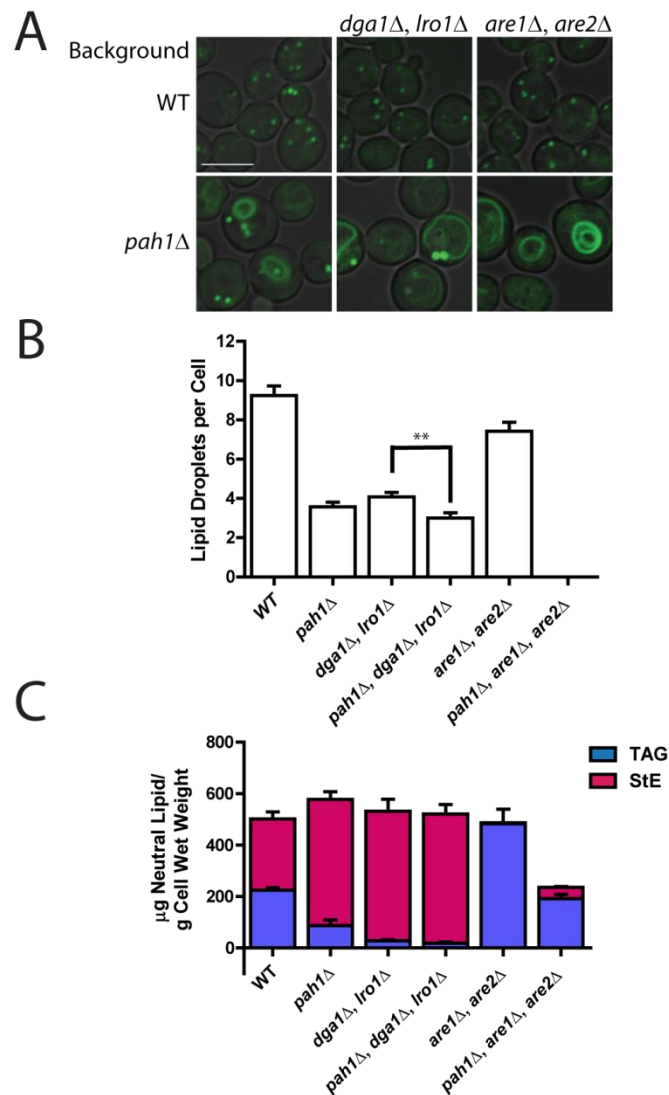 A
dga1Δ, lro1Δ
are1Δ, are2Δ
Background
WT
pah1Δ
B
Lipid Droplets per Cell
12
10
8
6
4
2
0
**
WT
pah1Δ
dga1Δ, lro1Δ
pah1Δ, dga1Δ, lro1Δ
are1Δ, are2Δ
pah1Δ, are1Δ, are2Δ
C
µg Neutral Lipid/
g Cell Wet Weight
800
600
400
200
0
TAG
StE
WT
pah1Δ
dga1Δ, lro1Δ
pah1Δ, dga1Δ, lro1Δ
are1Δ, are2Δ
pah1Δ, are1Δ, are2Δ